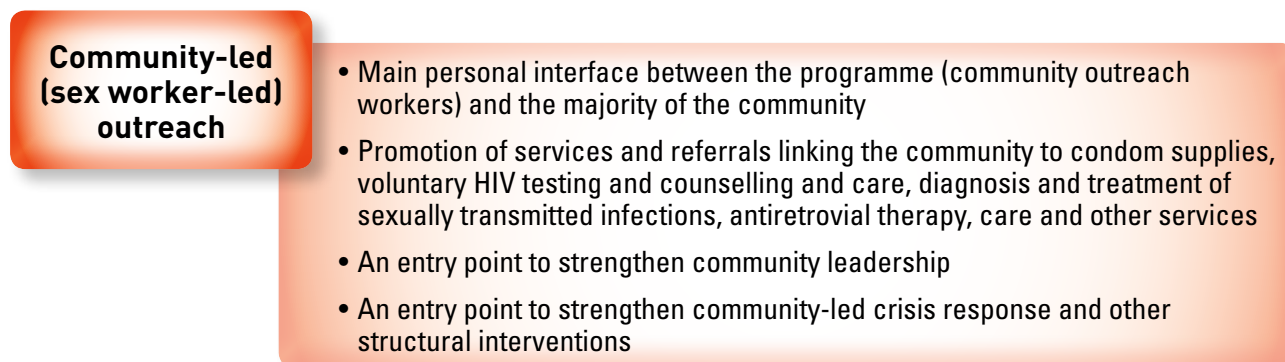 Community-led
(sex worker-led)
outreach
• Main personal interface between the programme (community outreach
workers) and the majority of the community
• Promotion of services and referrals linking the community to condom supplies,
voluntary HIV testing and counselling and care, diagnosis and treatment of
sexually transmitted infections, antiretrovial therapy, care and other services
• An entry point to strengthen community leadership
• An entry point to strengthen community-led crisis response and other
structural interventions